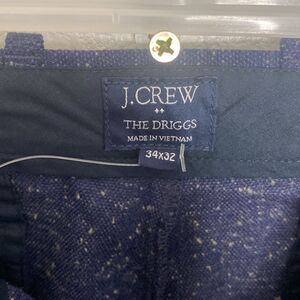 J.CREW
THE DRIGGS
MADE IN VIETNAM
34X32